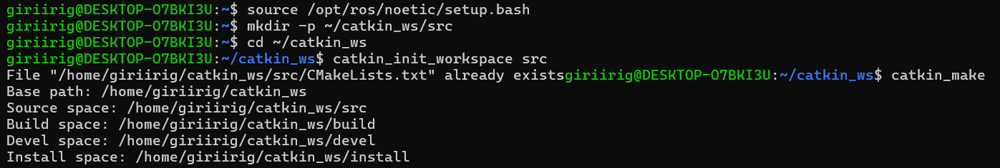 giriirig@DESKTOP-O7BKI3U:~$ source /opt/ros/noetic/setup.bash
giriirig@DESKTOP-O7BKI3U:~$ mkdir -p ~/catkin_ws/src
giriirig@DESKTOP-O7BKI3U:~$ cd ~/catkin_ws
giriirig@DESKTOP-O7BKI3U:~/catkin_ws$ catkin_init_workspace src
File "/home/giriirig/catkin_ws/src/CMakeLists.txt" already existsgiriirig@DESKTOP-O7BKI3U:~/catkin_ws$ catkin_make
Base path: /home/giriirig/catkin_ws
Source space: /home/giriirig/catkin_ws/src
Build space: /home/giriirig/catkin_ws/build
Devel space: /home/giriirig/catkin_ws/devel
Install space: /home/giriirig/catkin_ws/install